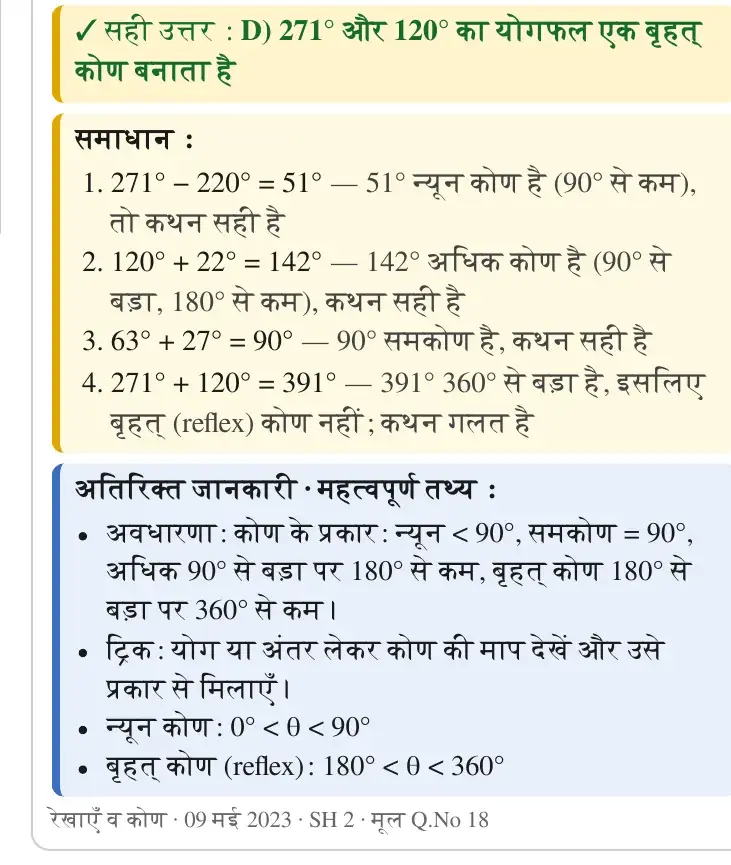 ✓ सही उत्तर : D) 271° और 120° का योगफल एक बृहत्
कोण बनाता है
समाधान :
1. 271° − 220° = 51° — 51° न्यून कोण है (90° से कम),
तो कथन सही है
2. 120° + 22° = 142° — 142° अधिक कोण है (90° से
बड़ा, 180° से कम), कथन सही है
3. 63° + 27° = 90° — 90° समकोण है, कथन सही है
4. 271° + 120° = 391° — 391° 360° से बड़ा है, इसलिए
बृहत् (reflex) कोण नहीं ; कथन गलत है
अतिरिक्त जानकारी · महत्वपूर्ण तथ्य :
• अवधारणा : कोण के प्रकार : न्यून < 90°, समकोण = 90°,
अधिक 90° से बड़ा पर 180° से कम, बृहत् कोण 180° से
बड़ा पर 360° से कम।
• ट्रिक : योग या अंतर लेकर कोण की माप देखें और उसे
प्रकार से मिलाएँ।
• न्यून कोण : 0° < θ < 90°
• बृहत् कोण (reflex) : 180° < θ < 360°
रेखाएँ व कोण · 09 मई 2023 · SH 2 · मूल Q.No 18